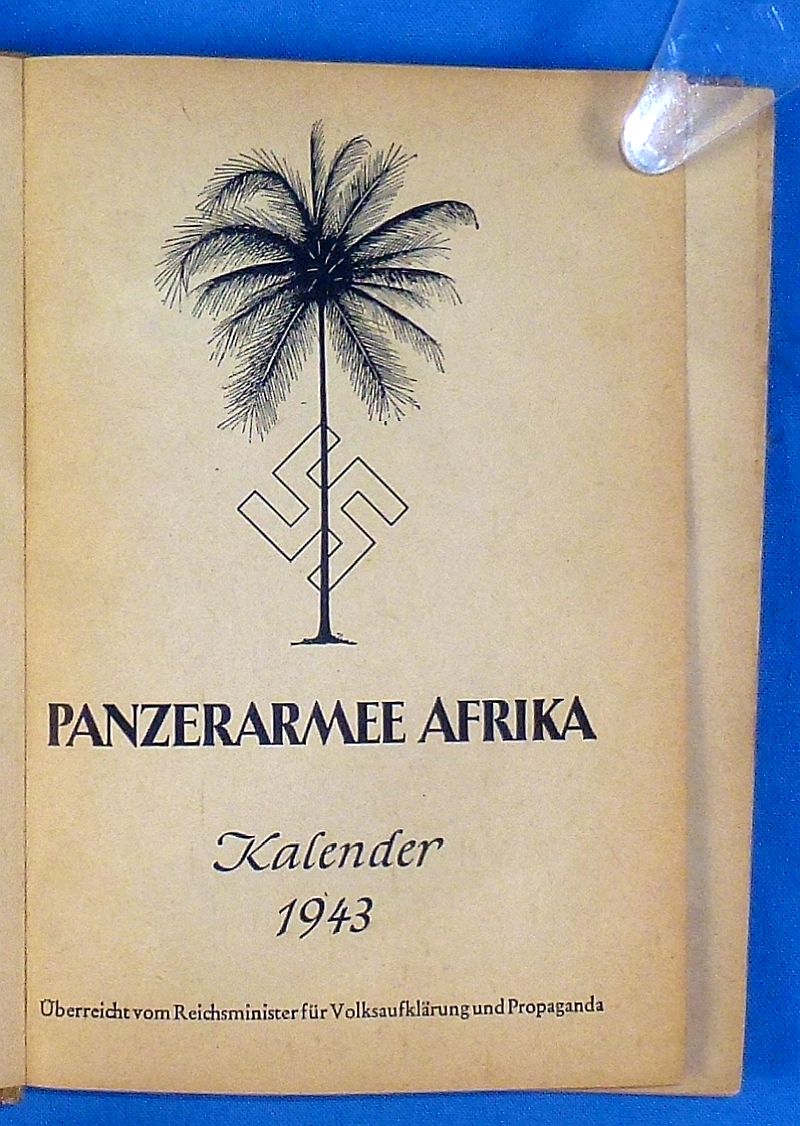 PANZERARMEE AFRIKA
Kalender
1943
Überreicht vom Reichsminister für Volksaufklärung und Propaganda